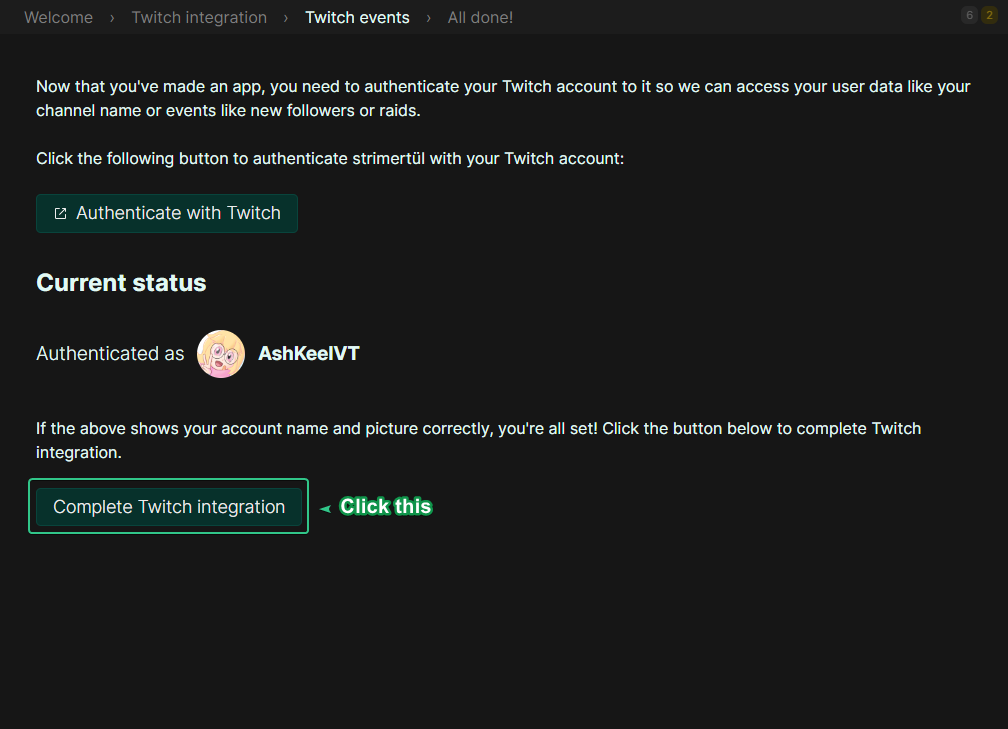 Welcome › Twitch integration › Twitch events › All done!
6 2
Now that you've made an app, you need to authenticate your Twitch account to it so we can access your user data like your
channel name or events like new followers or raids.
Click the following button to authenticate strimertül with your Twitch account:
Authenticate with Twitch
Current status
Authenticated as AshKeelVT
If the above shows your account name and picture correctly, you're all set! Click the button below to complete Twitch
integration.
Complete Twitch integration
Click this